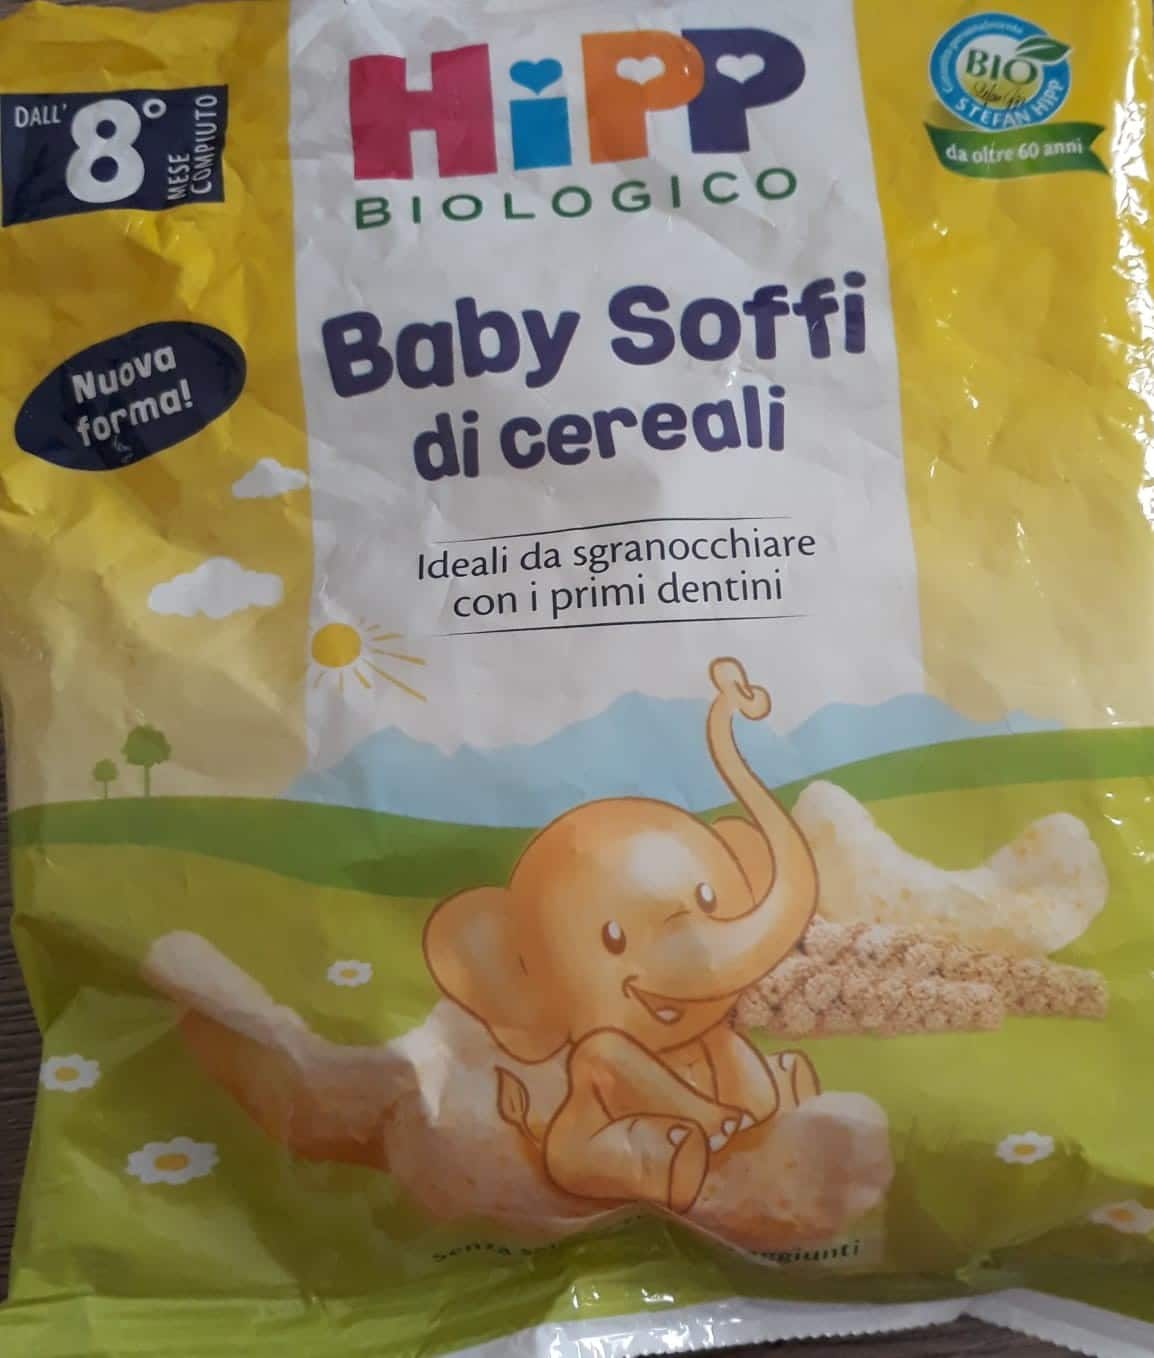 DALL' 8° MESE COMPIUTO
HiPP
BIOLOGICO
BIO
STEFAN HIPP
da oltre 60 anni
Nuova
forma!
Baby Soffi
di cereali
Ideali da sgranocchiare
con i primi dentini
Senza